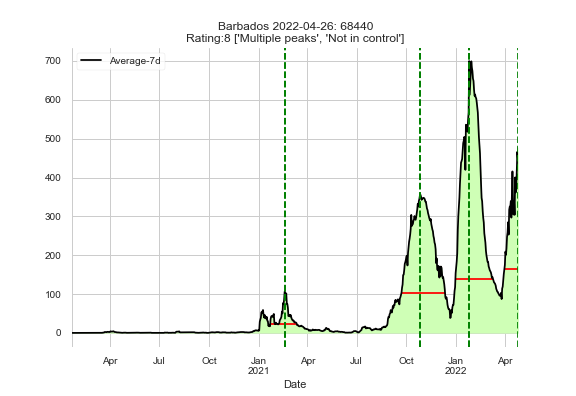 Barbados 2022-04-26: 68440
Rating:8 ['Multiple peaks', 'Not in control']
Average-7d
700
600
500
400
300
200
100
0
Apr Jul Oct Jan Apr Jul Oct Jan Apr
2021 2022
Date